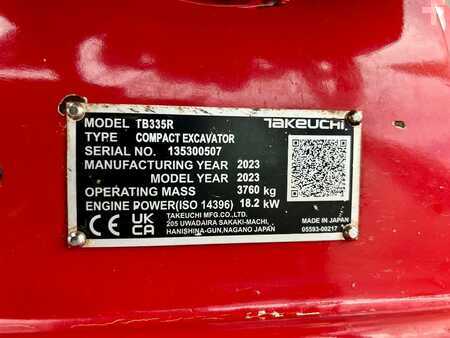 MODEL TB335R
TAKEUCHI
TYPE COMPACT EXCAVATOR
SERIAL NO. 135300507
MANUFACTURING YEAR 2023
MODEL YEAR 2023
OPERATING MASS 3760 kg
ENGINE POWER(ISO 14396) 18.2 kW
CE UK CA
TAKEUCHI MFG.CO.,LTD.
205 UWADAIRA SAKAKI-MACHI,
HANISHINA-GUN,NAGANO JAPAN
MADE IN JAPAN
05593-00217